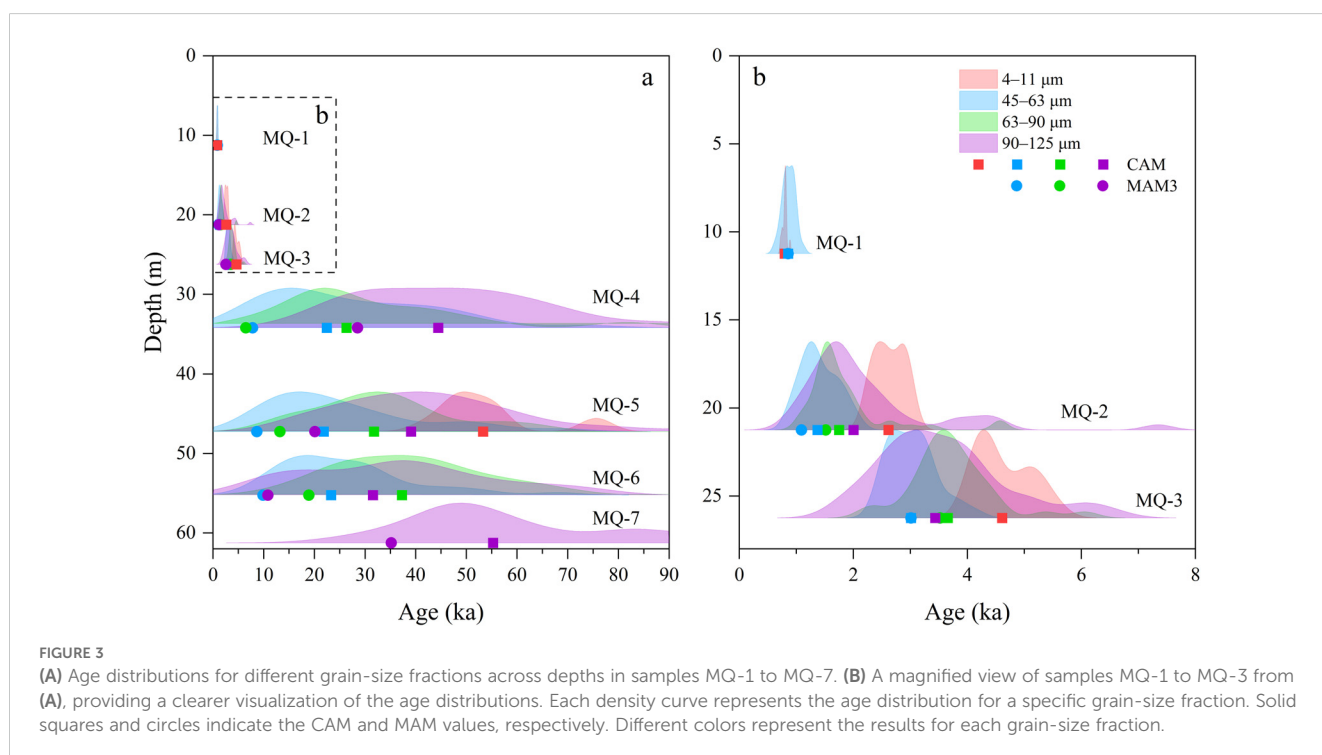 0
10
20
30
40
50
60
Depth (m)
a
b
MQ-1
MQ-2
MQ-3
MQ-4
MQ-5
MQ-6
MQ-7
0 10 20 30 40 50 60 70 80 90
Age (ka)
0
5
10
15
20
25
b
4–11 μm
45–63 μm
63–90 μm
90–125 μm
CAM
MAM3
MQ-1
MQ-2
MQ-3
0 2 4 6 8
Age (ka)
FIGURE 3
(A) Age distributions for different grain-size fractions across depths in samples MQ-1 to MQ-7. (B) A magnified view of samples MQ-1 to MQ-3 from
(A), providing a clearer visualization of the age distributions. Each density curve represents the age distribution for a specific grain-size fraction. Solid
squares and circles indicate the CAM and MAM values, respectively. Different colors represent the results for each grain-size fraction.